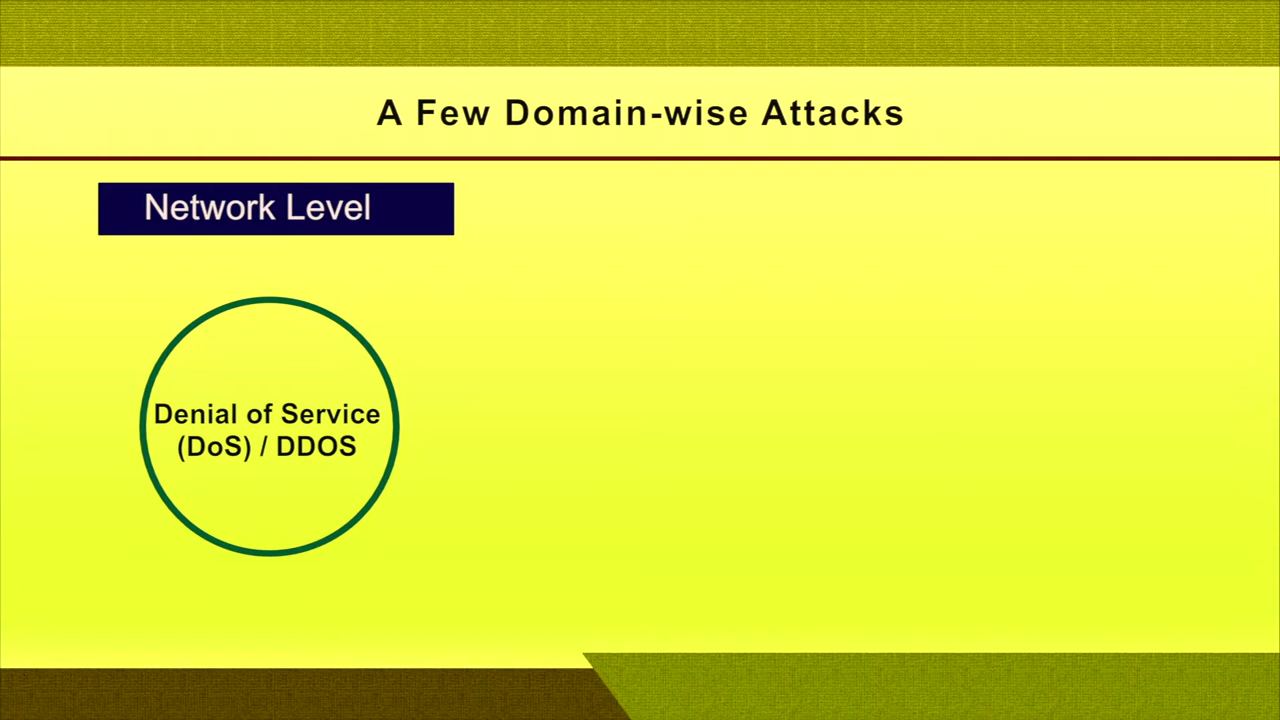 A Few Domain-wise Attacks
Network Level
Denial of Service
(DoS) / DDOS